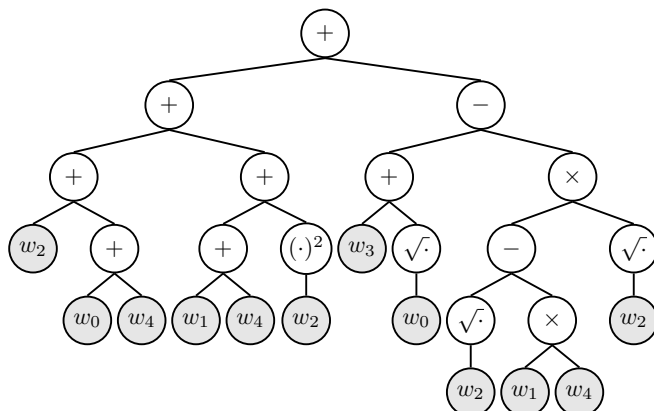 +
+ −
+ + + ×
w₂ + + (·)² w₃ √· − √·
w₀ w₄ w₁ w₄ w₂ w₀ √· × w₂
w₂ w₁ w₄